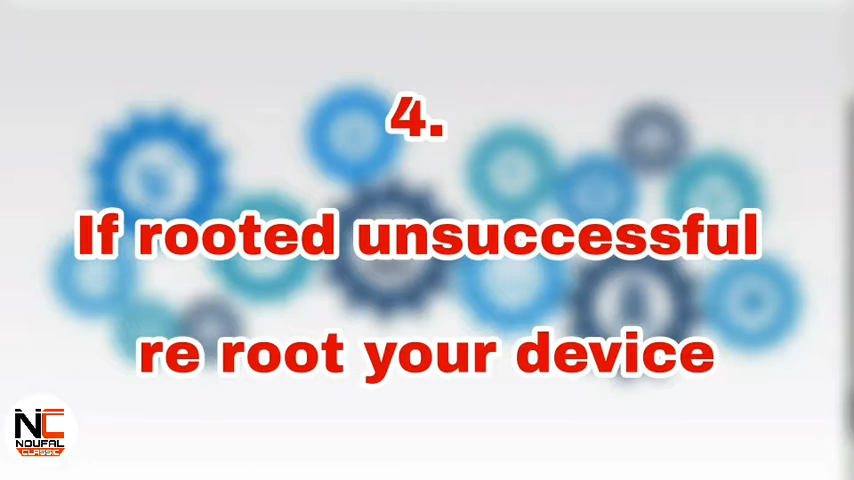 4.
If rooted unsuccessful
re root your device
NC
NOUFAL
CLASSIC